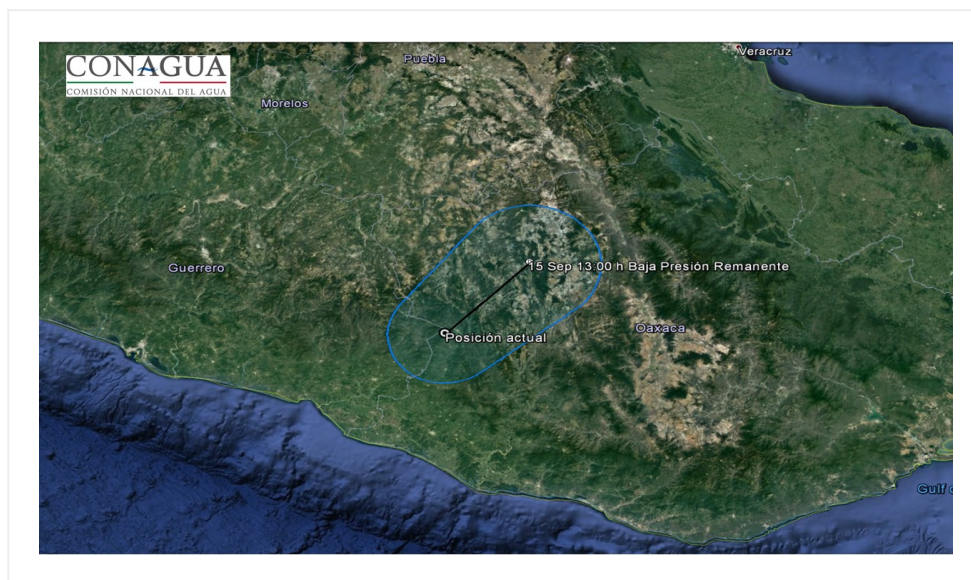 CONAGUA
COMISIÓN NACIONAL DEL AGUA
Puebla
Veracruz
Morelos
Guerrero
15 Sep 13:00 h Baja Presión Remanente
Posición actual
Oaxaca
Gulf